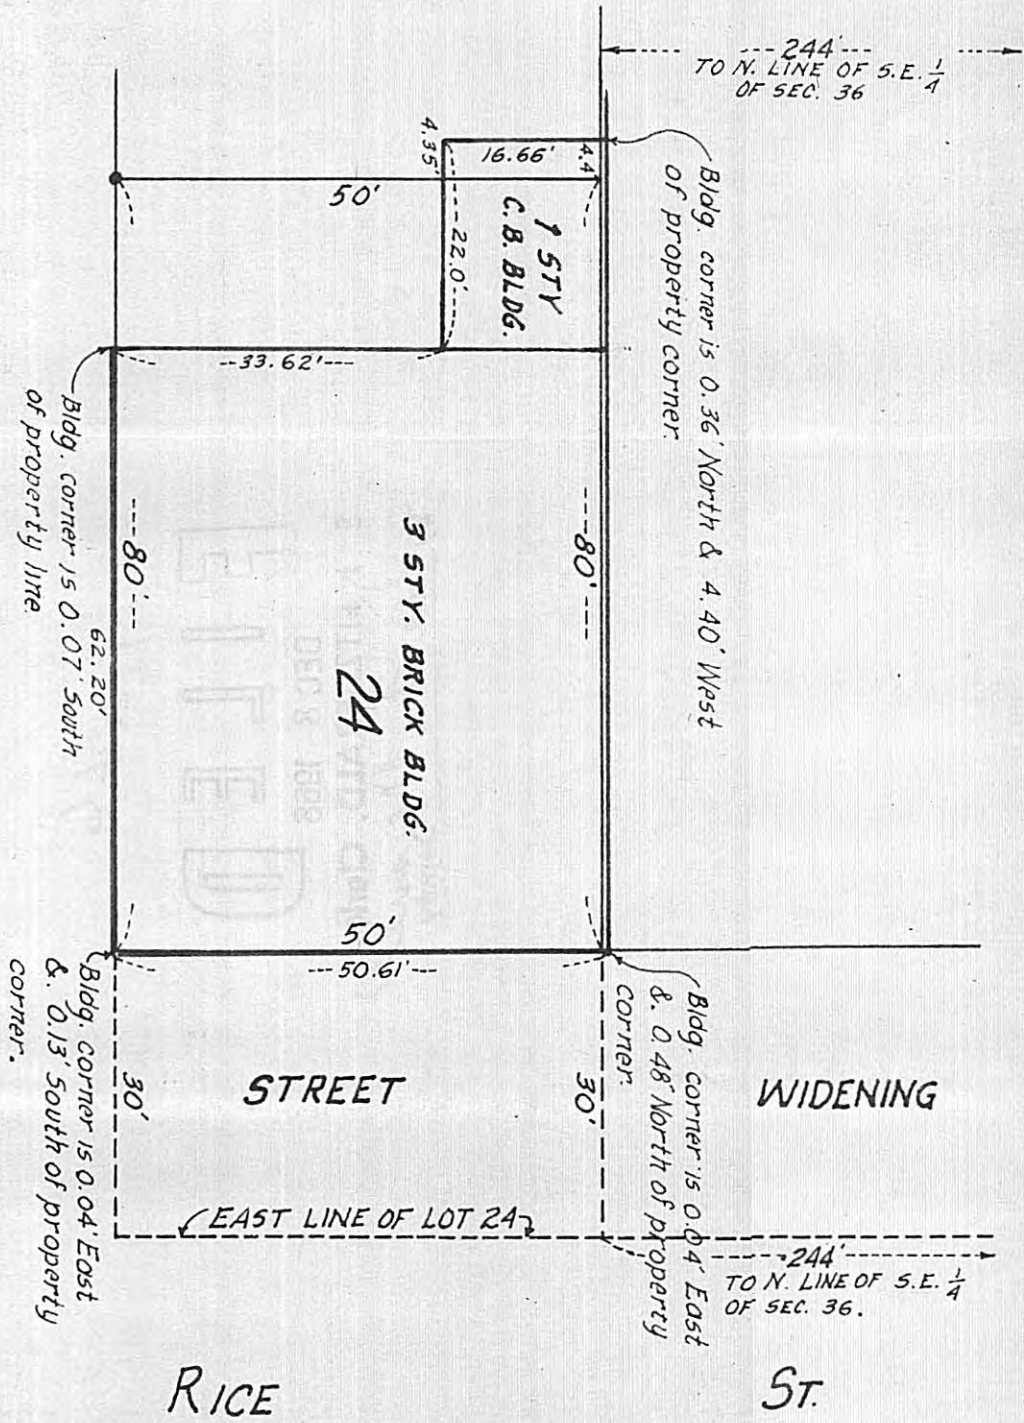 ---244'---
TO N. LINE OF S.E. 1/4
OF SEC. 36
Bldg. corner is 0.36' North & 4.40' West
of property corner.
4.35'
16.66'
4.4
50'
22.0'
1 STY
C.B. BLDG.
--33.62'---
Bldg. corner is 0.07' South
of property line.
---80'---
---80'---
62.20'
3 STY. BRICK BLDG.
24
FILED
DEC 8 1966
50'
---50.61'---
Bldg. corner is 0.04' East
& 0.48' North of property
corner.
Bldg. corner is 0.04' East
& 0.13' South of property
corner.
30'
STREET
30'
WIDENING
EAST LINE OF LOT 24
244'
TO N. LINE OF S.E. 1/4
OF SEC. 36.
RICE
ST.